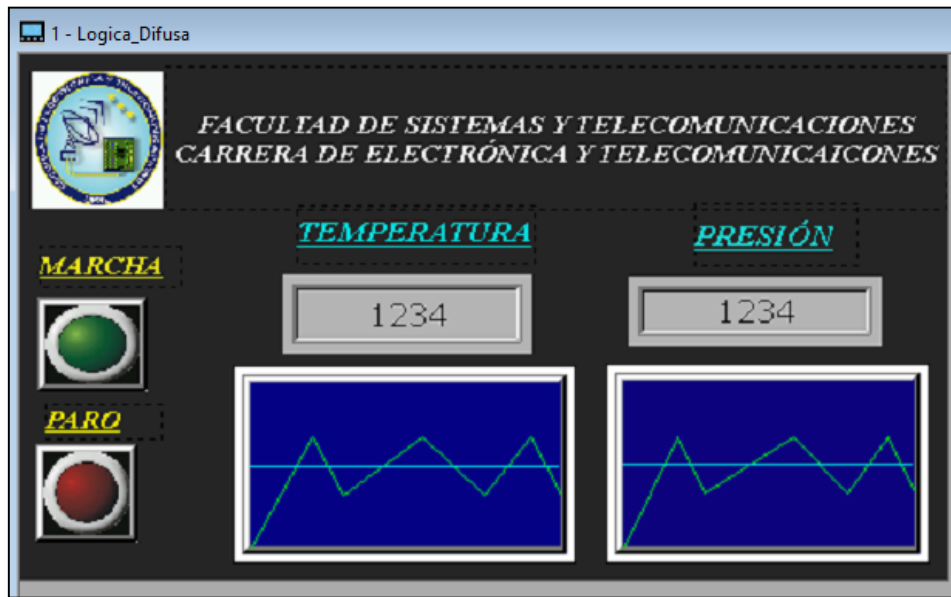 1 - Logica_Difusa
FACULTAD DE SISTEMAS Y TELECOMUNICACIONES
CARRERA DE ELECTRÓNICA Y TELECOMUNICAICONES
TEMPERATURA
PRESIÓN
MARCHA
1234
1234
PARO